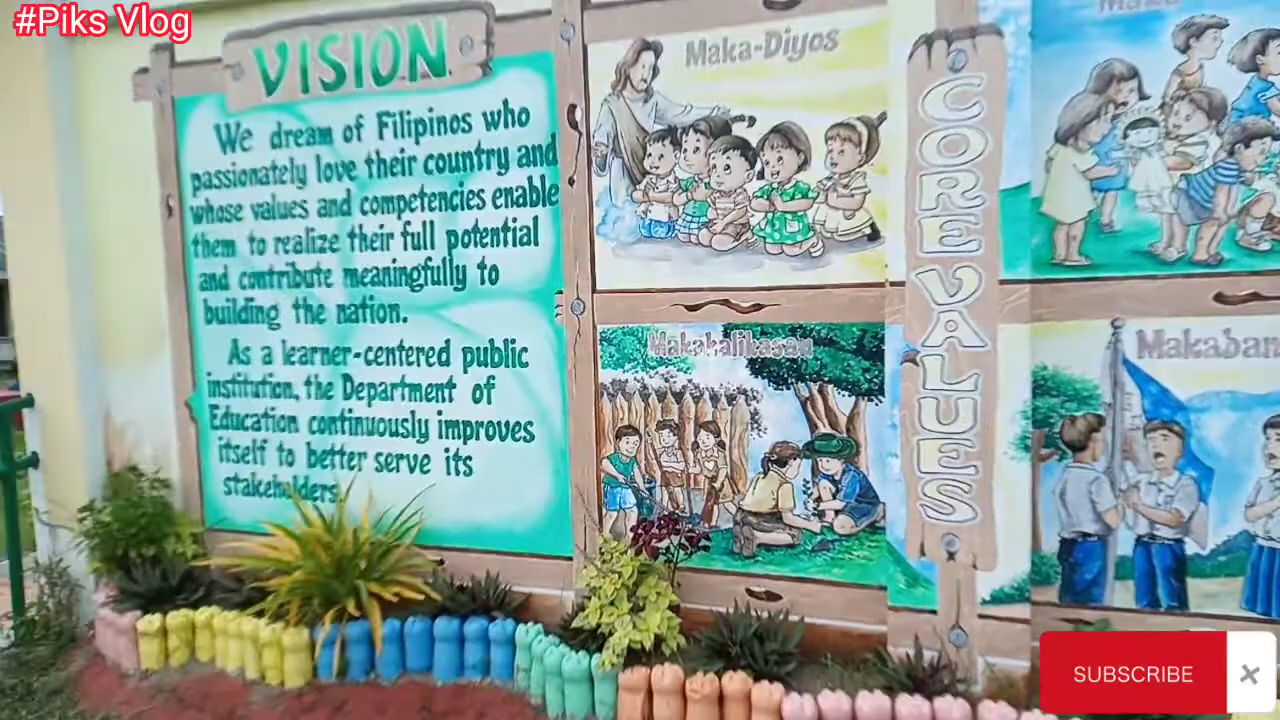 #Piks Vlog
VISION
We dream of Filipinos who
passionately love their country and
whose values and competencies enable
them to realize their full potential
and contribute meaningfully to
building the nation.
As a learner-centered public
institution, the Department of
Education continuously improves
itself to better serve its
stakeholders
Maka-Diyos
Makakalikasan
CORE VALUES
Maka
Makaban
SUBSCRIBE